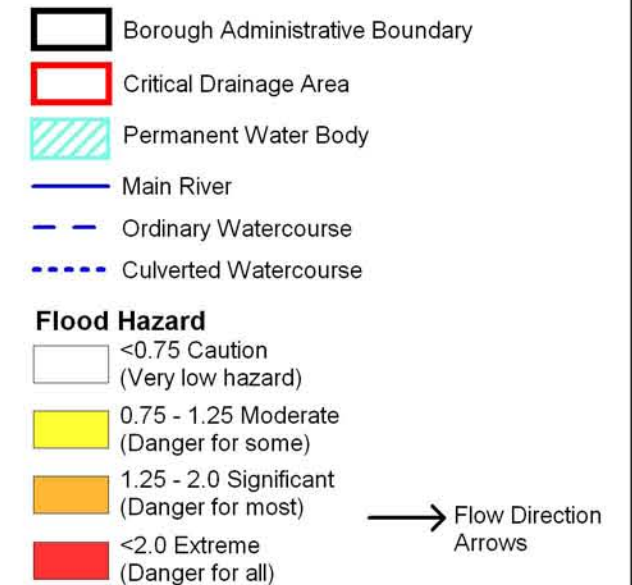 Borough Administrative Boundary
Critical Drainage Area
Permanent Water Body
Main River
Ordinary Watercourse
Culverted Watercourse
Flood Hazard
<0.75 Caution
(Very low hazard)
0.75 - 1.25 Moderate
(Danger for some)
1.25 - 2.0 Significant
(Danger for most)
<2.0 Extreme
(Danger for all)
Flow Direction
Arrows